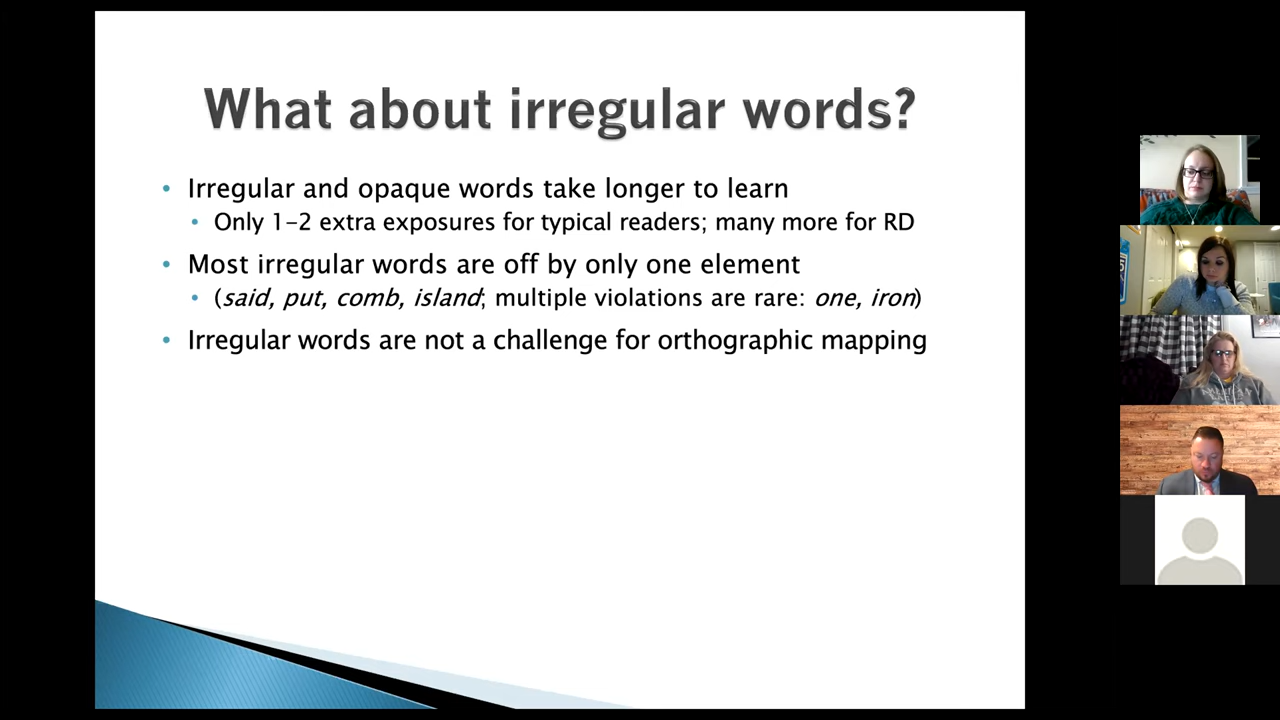 What about irregular words?
• Irregular and opaque words take longer to learn
• Only 1-2 extra exposures for typical readers; many more for RD
• Most irregular words are off by only one element
• (said, put, comb, island; multiple violations are rare: one, iron)
• Irregular words are not a challenge for orthographic mapping